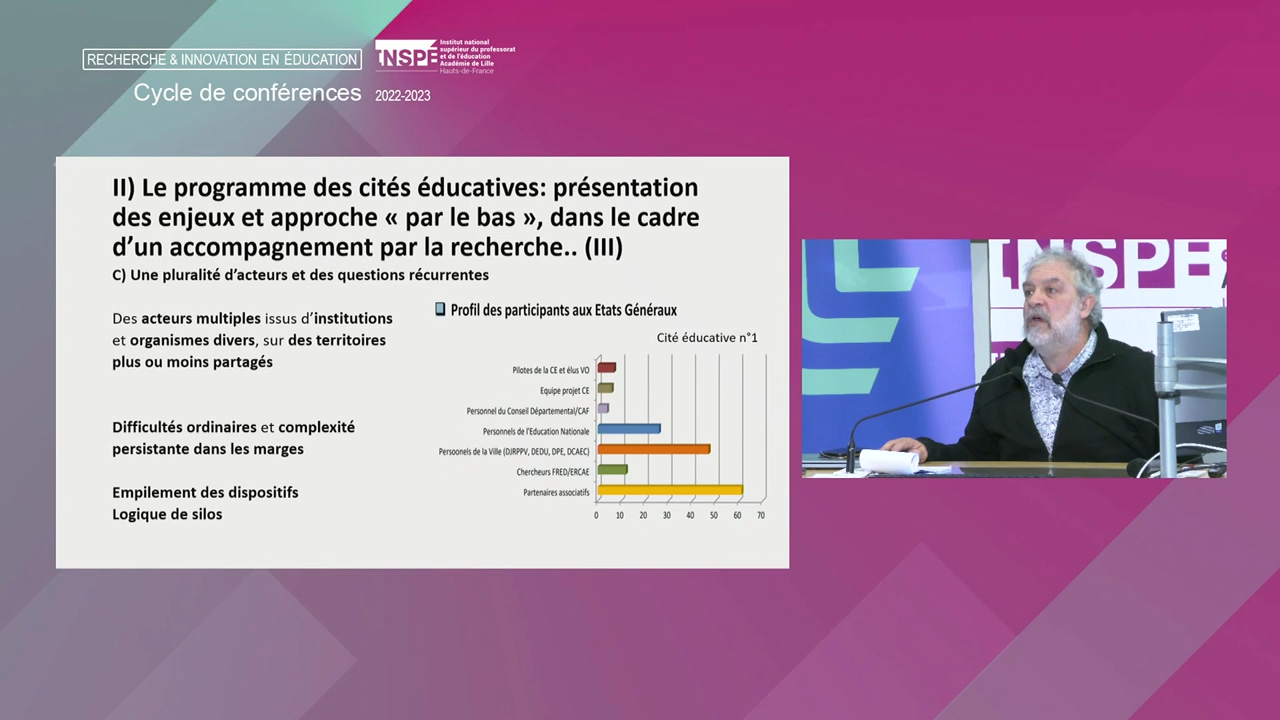 RECHERCHE & INNOVATION EN ÉDUCATION
Cycle de conférences 2022-2023
INSPÉ
Institut national
supérieur du professorat
et de l'éducation
Académie de Lille
Hauts-de-France
II) Le programme des cités éducatives: présentation
des enjeux et approche « par le bas », dans le cadre
d'un accompagnement par la recherche.. (III)
C) Une pluralité d'acteurs et des questions récurrentes
Des acteurs multiples issus d'institutions
et organismes divers, sur des territoires
plus ou moins partagés
Difficultés ordinaires et complexité
persistante dans les marges
Empilement des dispositifs
Logique de silos
Profil des participants aux Etats Généraux
Cité éducative n°1
Pilotes de la CE et élus VO
Equipe projet CE
Personnel du Conseil Départemental/CAF
Personnels de l'Education Nationale
Persoonels de la Ville (DJRPPV, DEDU, DPE, DCAEC)
Chercheurs FRED/ERCAE
Partenaires associatifs
0 10 20 30 40 50 60 70
INSPÉ